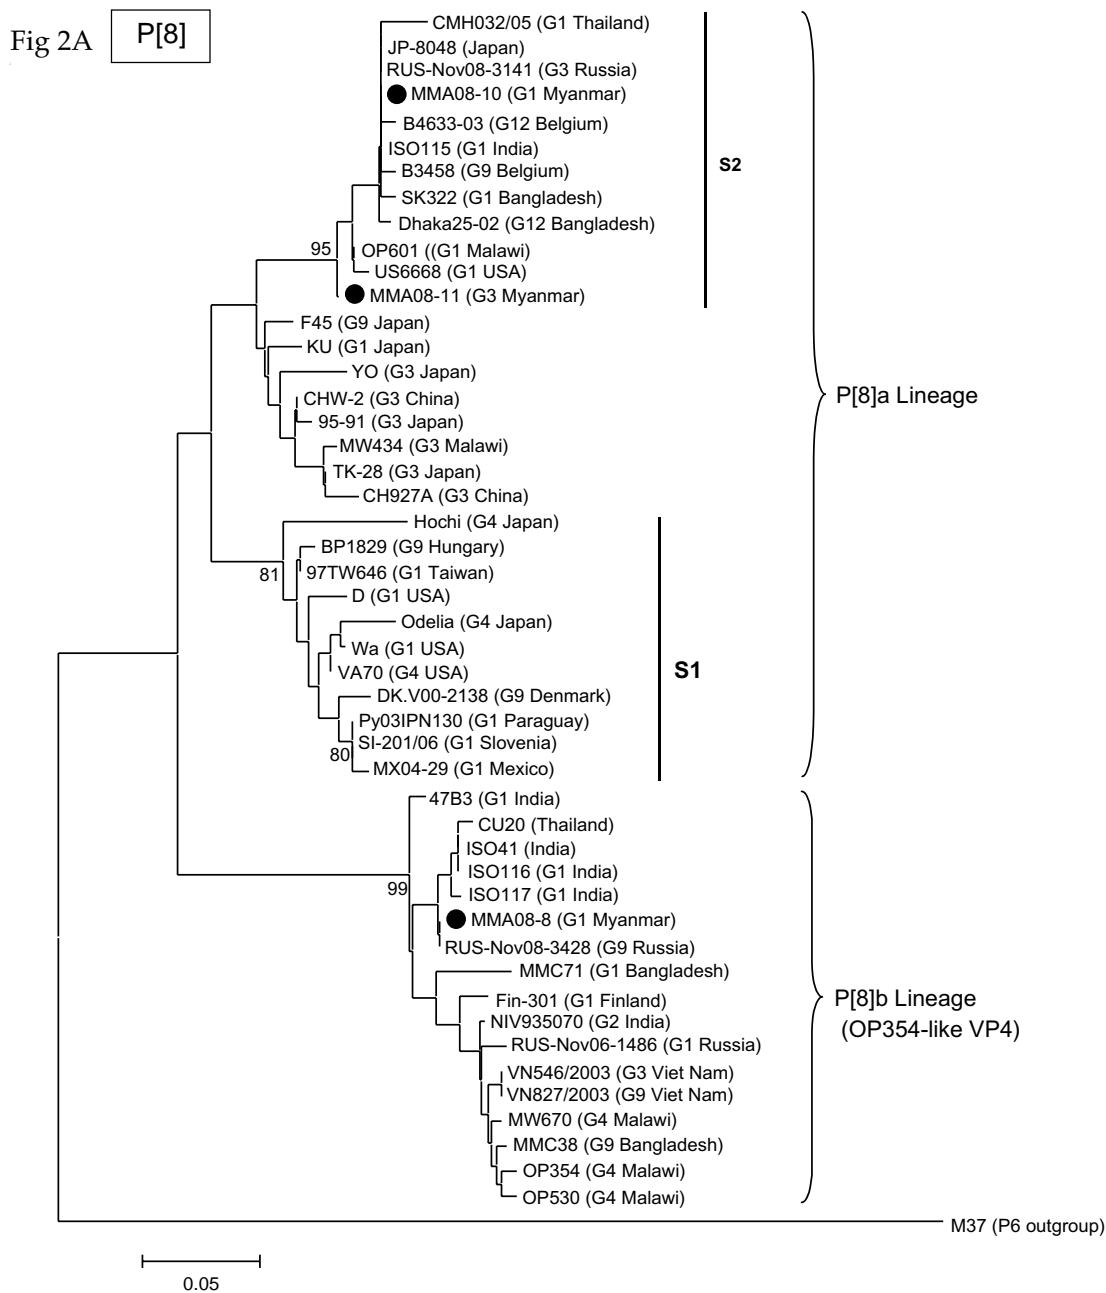 Fig 2A
P[8]
CMH032/05 (G1 Thailand)
JP-8048 (Japan)
RUS-Nov08-3141 (G3 Russia)
MMA08-10 (G1 Myanmar)
B4633-03 (G12 Belgium)
ISO115 (G1 India)
B3458 (G9 Belgium)
S2
SK322 (G1 Bangladesh)
Dhaka25-02 (G12 Bangladesh)
95
OP601 ((G1 Malawi)
US6668 (G1 USA)
MMA08-11 (G3 Myanmar)
F45 (G9 Japan)
KU (G1 Japan)
YO (G3 Japan)
P[8]a Lineage
CHW-2 (G3 China)
95-91 (G3 Japan)
MW434 (G3 Malawi)
TK-28 (G3 Japan)
CH927A (G3 China)
Hochi (G4 Japan)
BP1829 (G9 Hungary)
81
97TW646 (G1 Taiwan)
D (G1 USA)
Odelia (G4 Japan)
Wa (G1 USA)
VA70 (G4 USA)
S1
DK.V00-2138 (G9 Denmark)
Py03IPN130 (G1 Paraguay)
SI-201/06 (G1 Slovenia)
80
MX04-29 (G1 Mexico)
47B3 (G1 India)
CU20 (Thailand)
ISO41 (India)
ISO116 (G1 India)
99
ISO117 (G1 India)
MMA08-8 (G1 Myanmar)
RUS-Nov08-3428 (G9 Russia)
MMC71 (G1 Bangladesh)
Fin-301 (G1 Finland)
P[8]b Lineage
(OP354-like VP4)
NIV935070 (G2 India)
RUS-Nov06-1486 (G1 Russia)
VN546/2003 (G3 Viet Nam)
VN827/2003 (G9 Viet Nam)
MW670 (G4 Malawi)
MMC38 (G9 Bangladesh)
OP354 (G4 Malawi)
OP530 (G4 Malawi)
M37 (P6 outgroup)
0.05